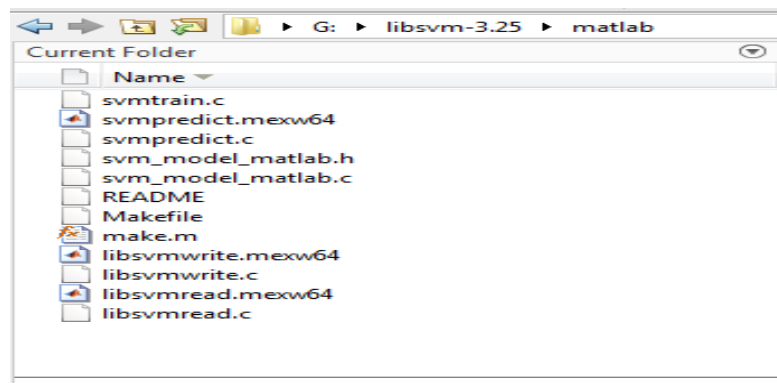 G: libsvm-3.25 matlab
Current Folder
Name
svmtrain.c
svmpredict.mexw64
svmpredict.c
svm_model_matlab.h
svm_model_matlab.c
README
Makefile
make.m
libsvmwrite.mexw64
libsvmwrite.c
libsvmread.mexw64
libsvmread.c